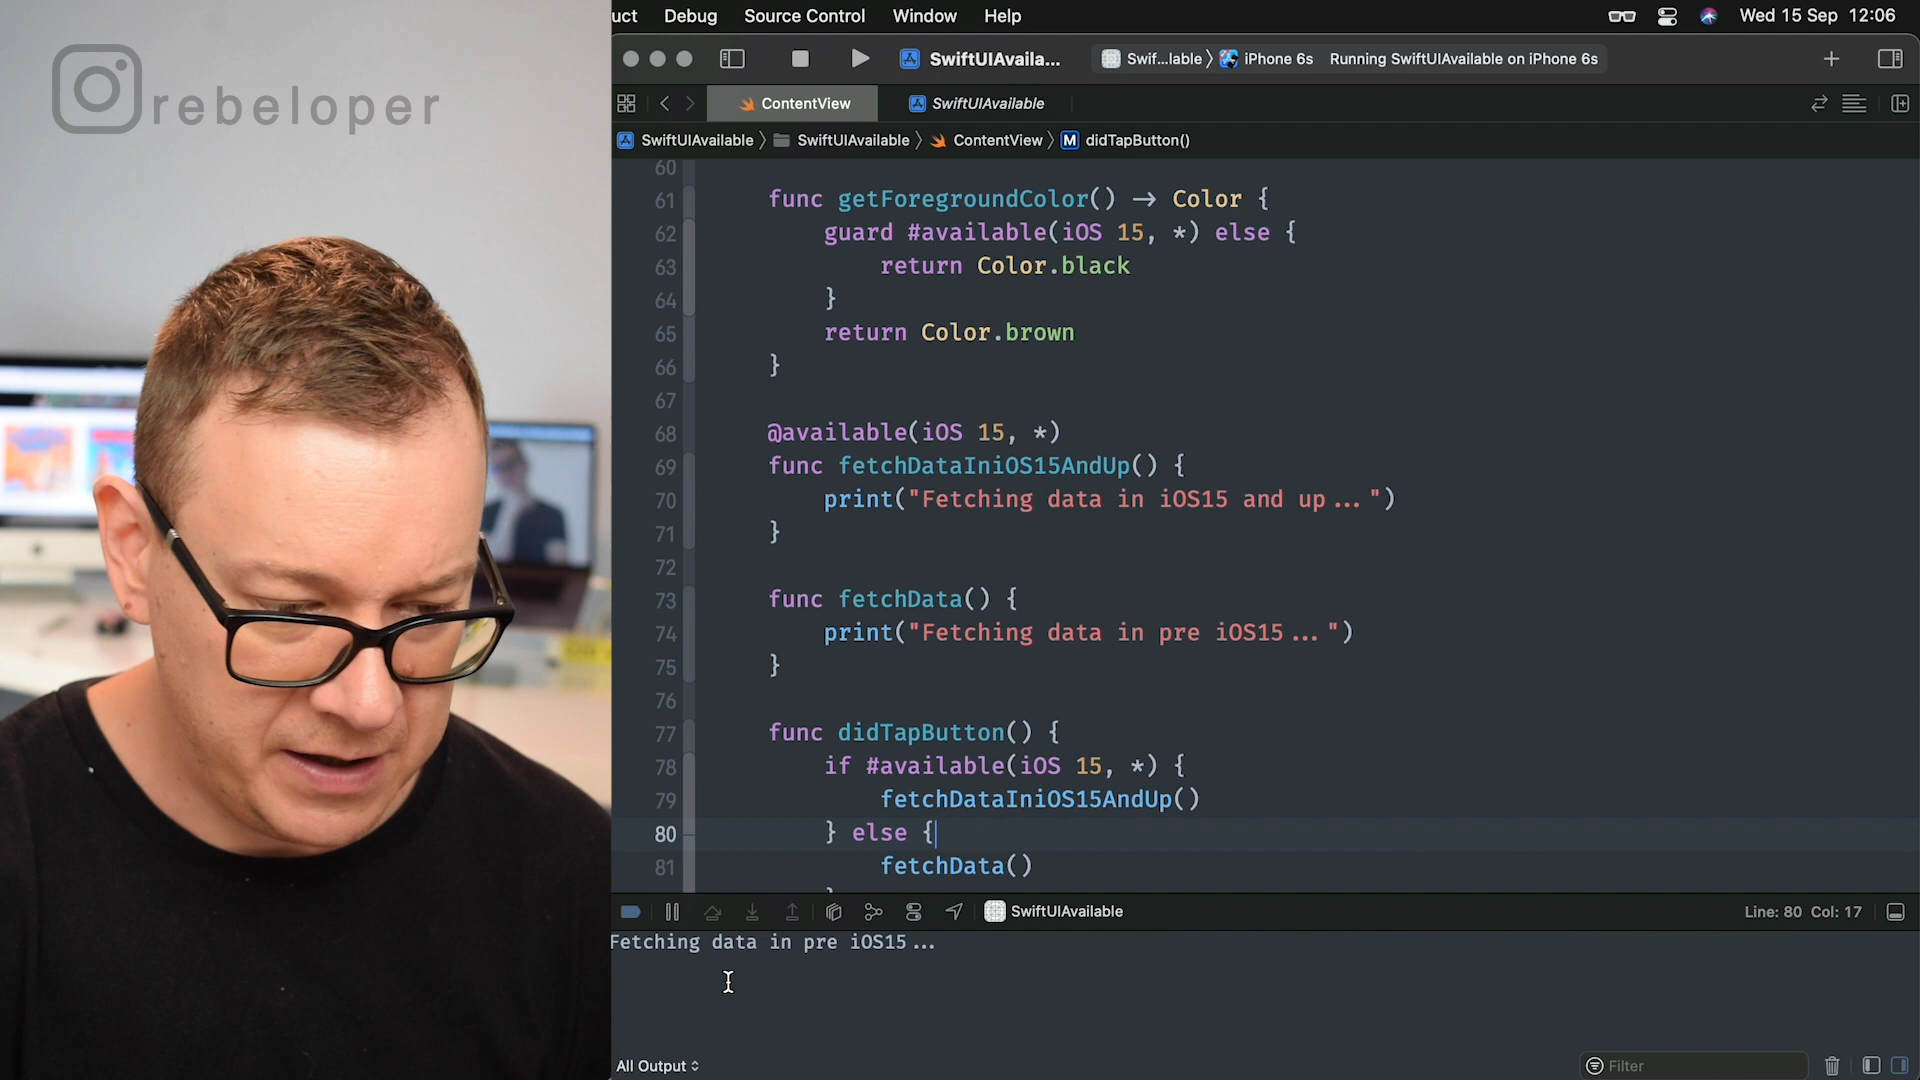 rebeloper
uct Debug Source Control Window Help Wed 15 Sep 12:06
SwiftUIAvaila... Swif...lable 〉 iPhone 6s Running SwiftUIAvailable on iPhone 6s
ContentView SwiftUIAvailable
SwiftUIAvailable 〉 SwiftUIAvailable 〉 ContentView 〉 M didTapButton()
60
61 func getForegroundColor() → Color {
62 guard #available(iOS 15, *) else {
63 return Color.black
64 }
65 return Color.brown
66 }
67
68 @available(iOS 15, *)
69 func fetchDataIniOS15AndUp() {
70 print("Fetching data in iOS15 and up...")
71 }
72
73 func fetchData() {
74 print("Fetching data in pre iOS15...")
75 }
76
77 func didTapButton() {
78 if #available(iOS 15, *) {
79 fetchDataIniOS15AndUp()
80 } else {
81 fetchData()
SwiftUIAvailable Line: 80 Col: 17
Fetching data in pre iOS15...
All Output Filter